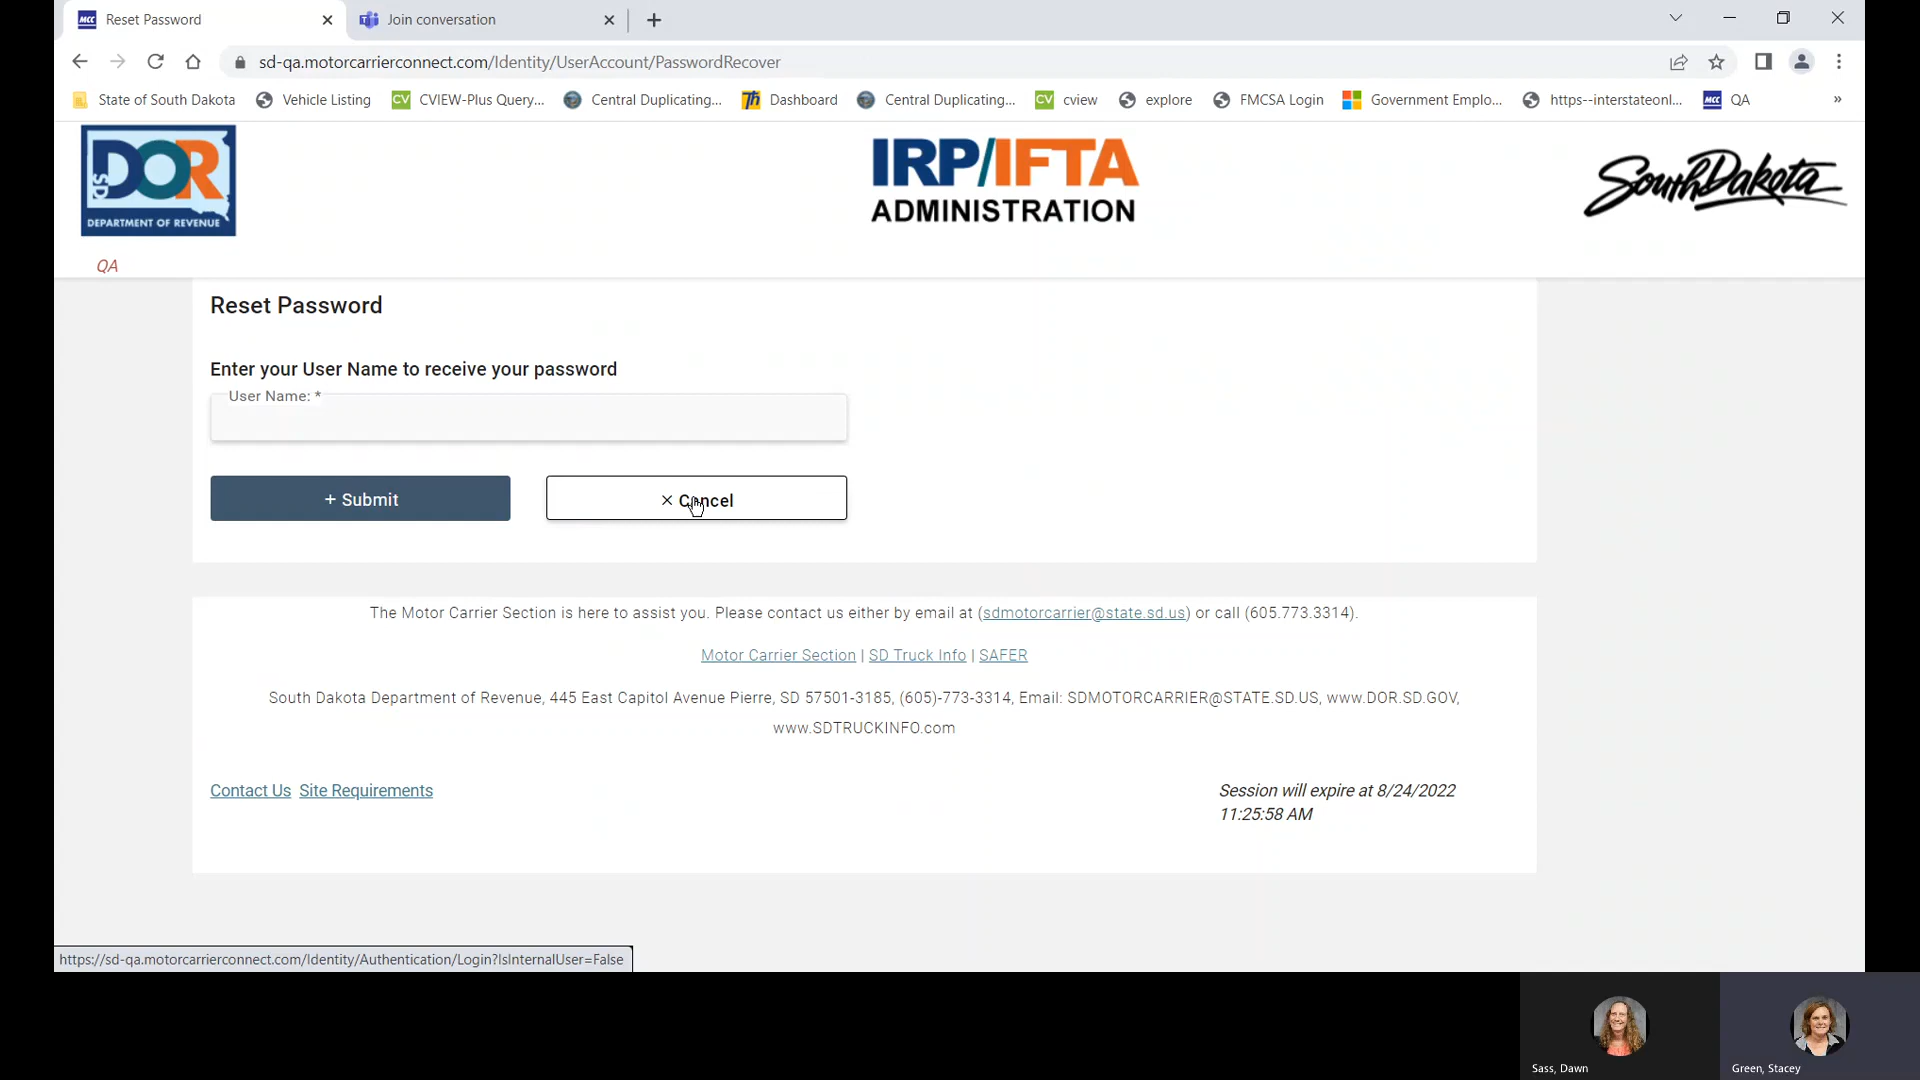 Reset Password
Join conversation
sd-qa.motorcarrierconnect.com/Identity/UserAccount/PasswordRecover
State of South Dakota
Vehicle Listing
CV
CVIEW-Plus Query...
Central Duplicating...
Th
Dashboard
Central Duplicating...
CV
cview
explore
FMCSA Login
Government Emplo...
https--interstateonl...
MCC
QA
»
SD DOR
DEPARTMENT OF REVENUE
IRP/IFTA
ADMINISTRATION
South Dakota
QA
Reset Password
Enter your User Name to receive your password
User Name: *
+ Submit
× Cancel
The Motor Carrier Section is here to assist you. Please contact us either by email at (sdmotorcarrier@state.sd.us) or call (605.773.3314).
Motor Carrier Section | SD Truck Info | SAFER
South Dakota Department of Revenue, 445 East Capitol Avenue Pierre, SD 57501-3185, (605)-773-3314, Email: SDMOTORCARRIER@STATE.SD.US, www.DOR.SD.GOV,
www.SDTRUCKINFO.com
Contact Us Site Requirements
Session will expire at 8/24/2022
11:25:58 AM
https://sd-qa.motorcarrierconnect.com/Identity/Authentication/Login?IsInternalUser=False
Sass, Dawn
Green, Stacey